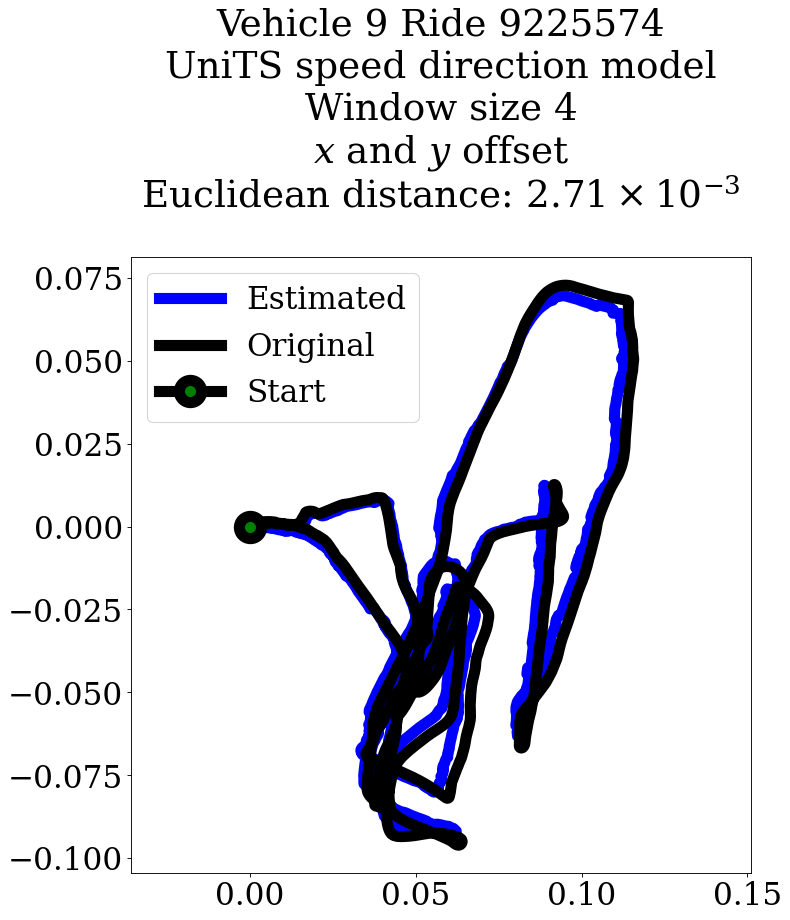 Vehicle 9 Ride 9225574
UniTS speed direction model
Window size 4
x and y offset
Euclidean distance: 2.71 × 10⁻³
Estimated
Original
Start
0.075
0.050
0.025
0.000
−0.025
−0.050
−0.075
−0.100
0.00 0.05 0.10 0.15